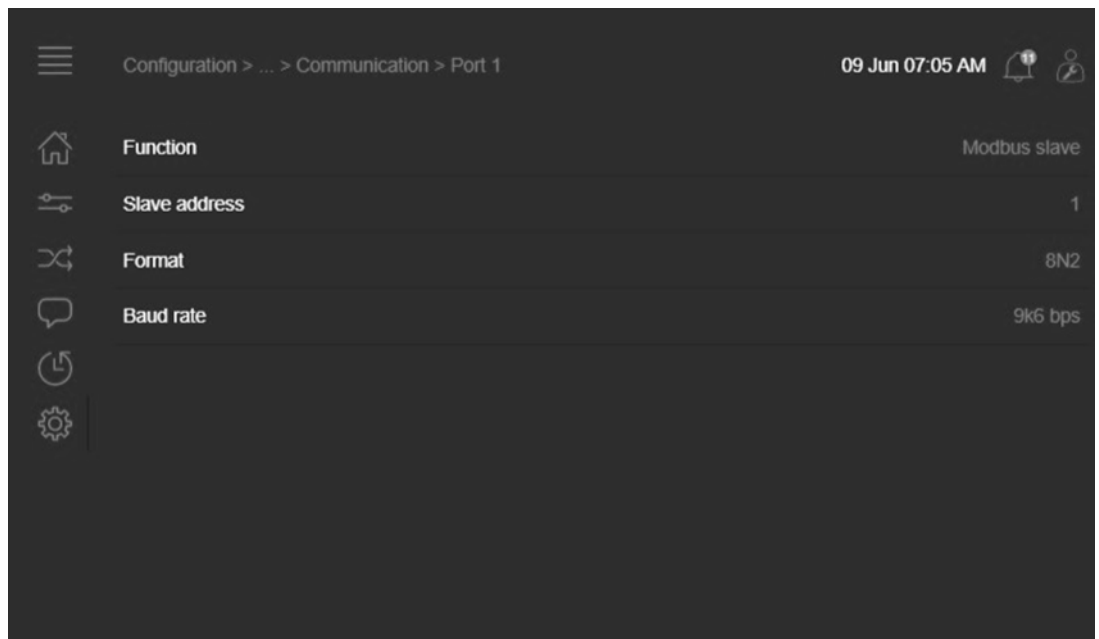 Configuration > ... > Communication > Port 1
09 Jun 07:05 AM
11
Function
Modbus slave
Slave address
1
Format
8N2
Baud rate
9k6 bps